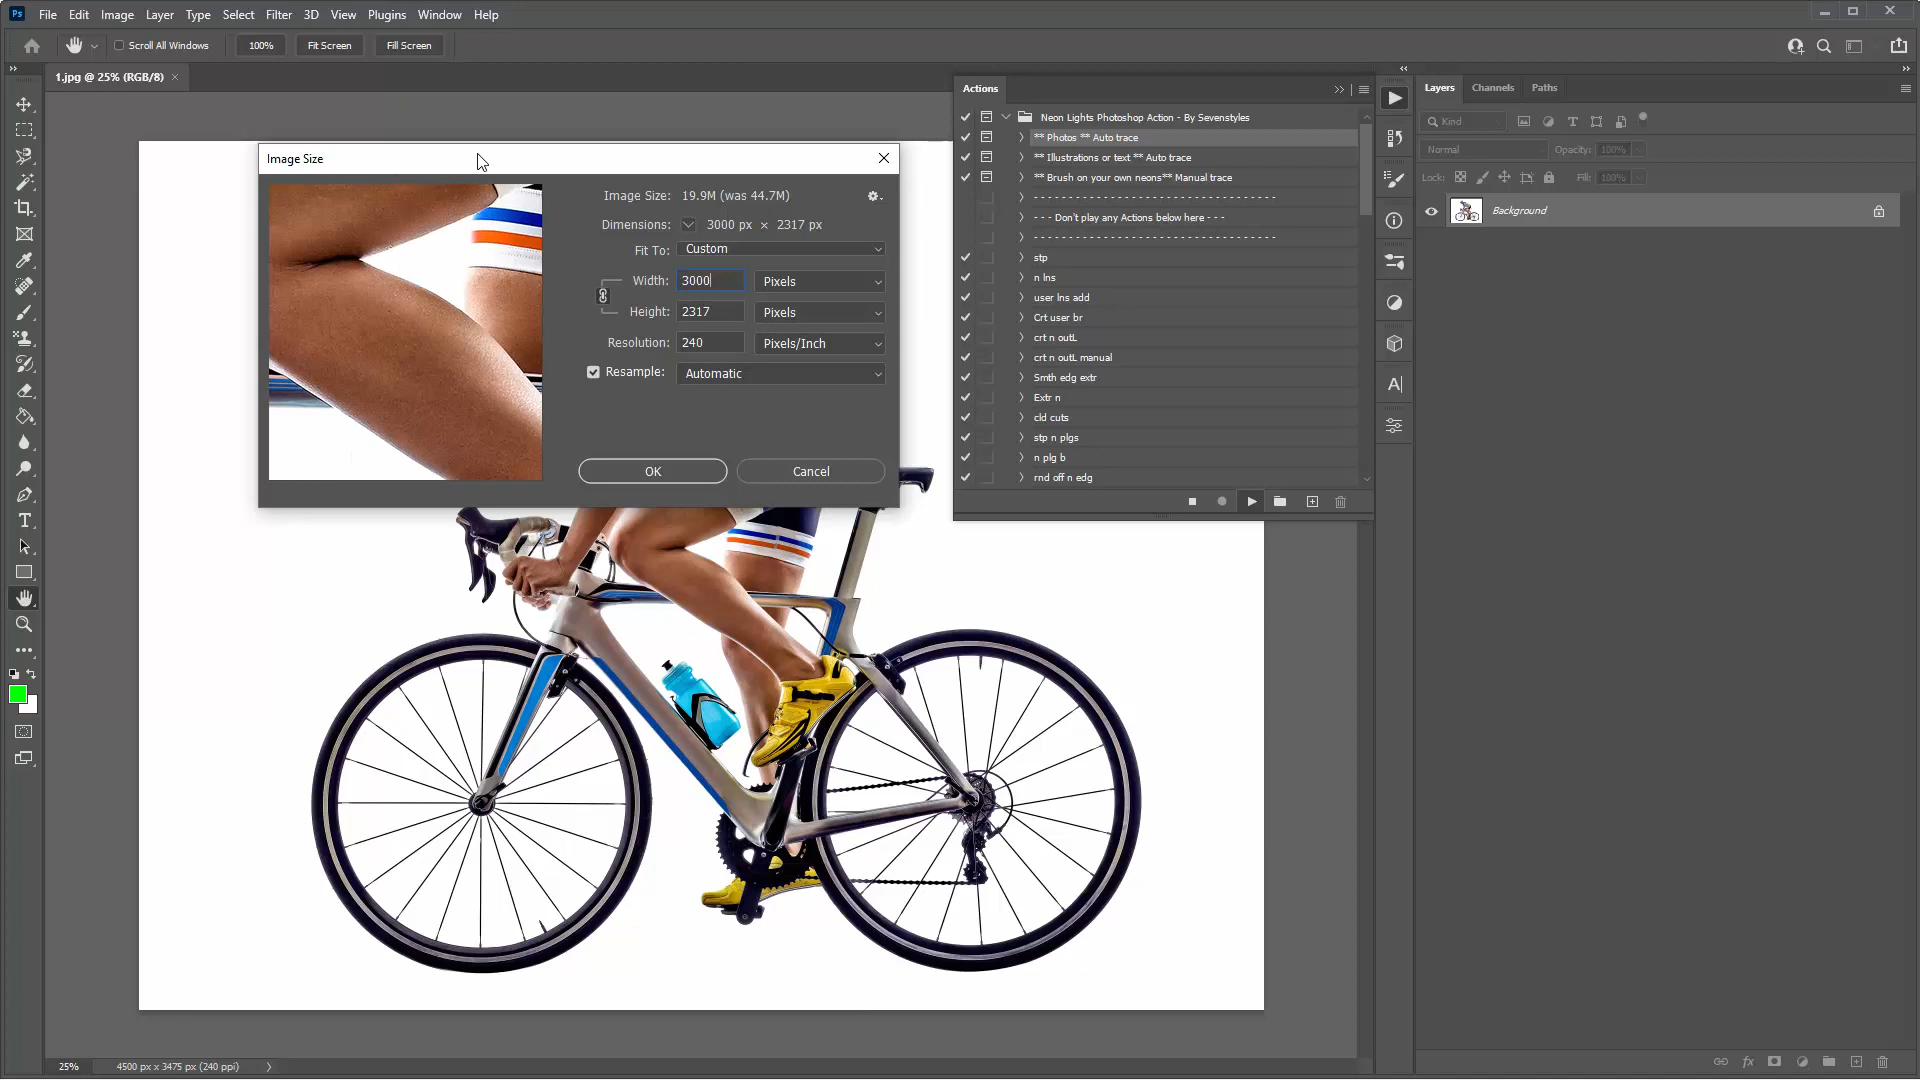 Ps File Edit Image Layer Type Select Filter 3D View Plugins Window Help
Scroll All Windows 100% Fit Screen Fill Screen
1.jpg @ 25% (RGB/8)
Image Size
Image Size: 19.9M (was 44.7M)
Dimensions: 3000 px × 2317 px
Fit To: Custom
Width: 3000 Pixels
Height: 2317 Pixels
Resolution: 240 Pixels/Inch
Resample: Automatic
OK Cancel
Actions
Neon Lights Photoshop Action - By Sevenstyles
** Photos ** Auto trace
** Illustrations or text ** Auto trace
** Brush on your own neons** Manual trace
- - - - - - - - - - - - - - - - - - - - - - - - - - - - - - - - -
- - - Don't play any Actions below here - - -
- - - - - - - - - - - - - - - - - - - - - - - - - - - - - - - - -
stp
n lns
user lns add
Crt user br
crt n outL
crt n outL manual
Smth edg extr
Extr n
cld cuts
stp n plgs
n plg b
rnd off n edg
Layers Channels Paths
Kind
Normal Opacity: 100%
Lock: Fill: 100%
Background
25% 4500 px x 3475 px (240 ppi)